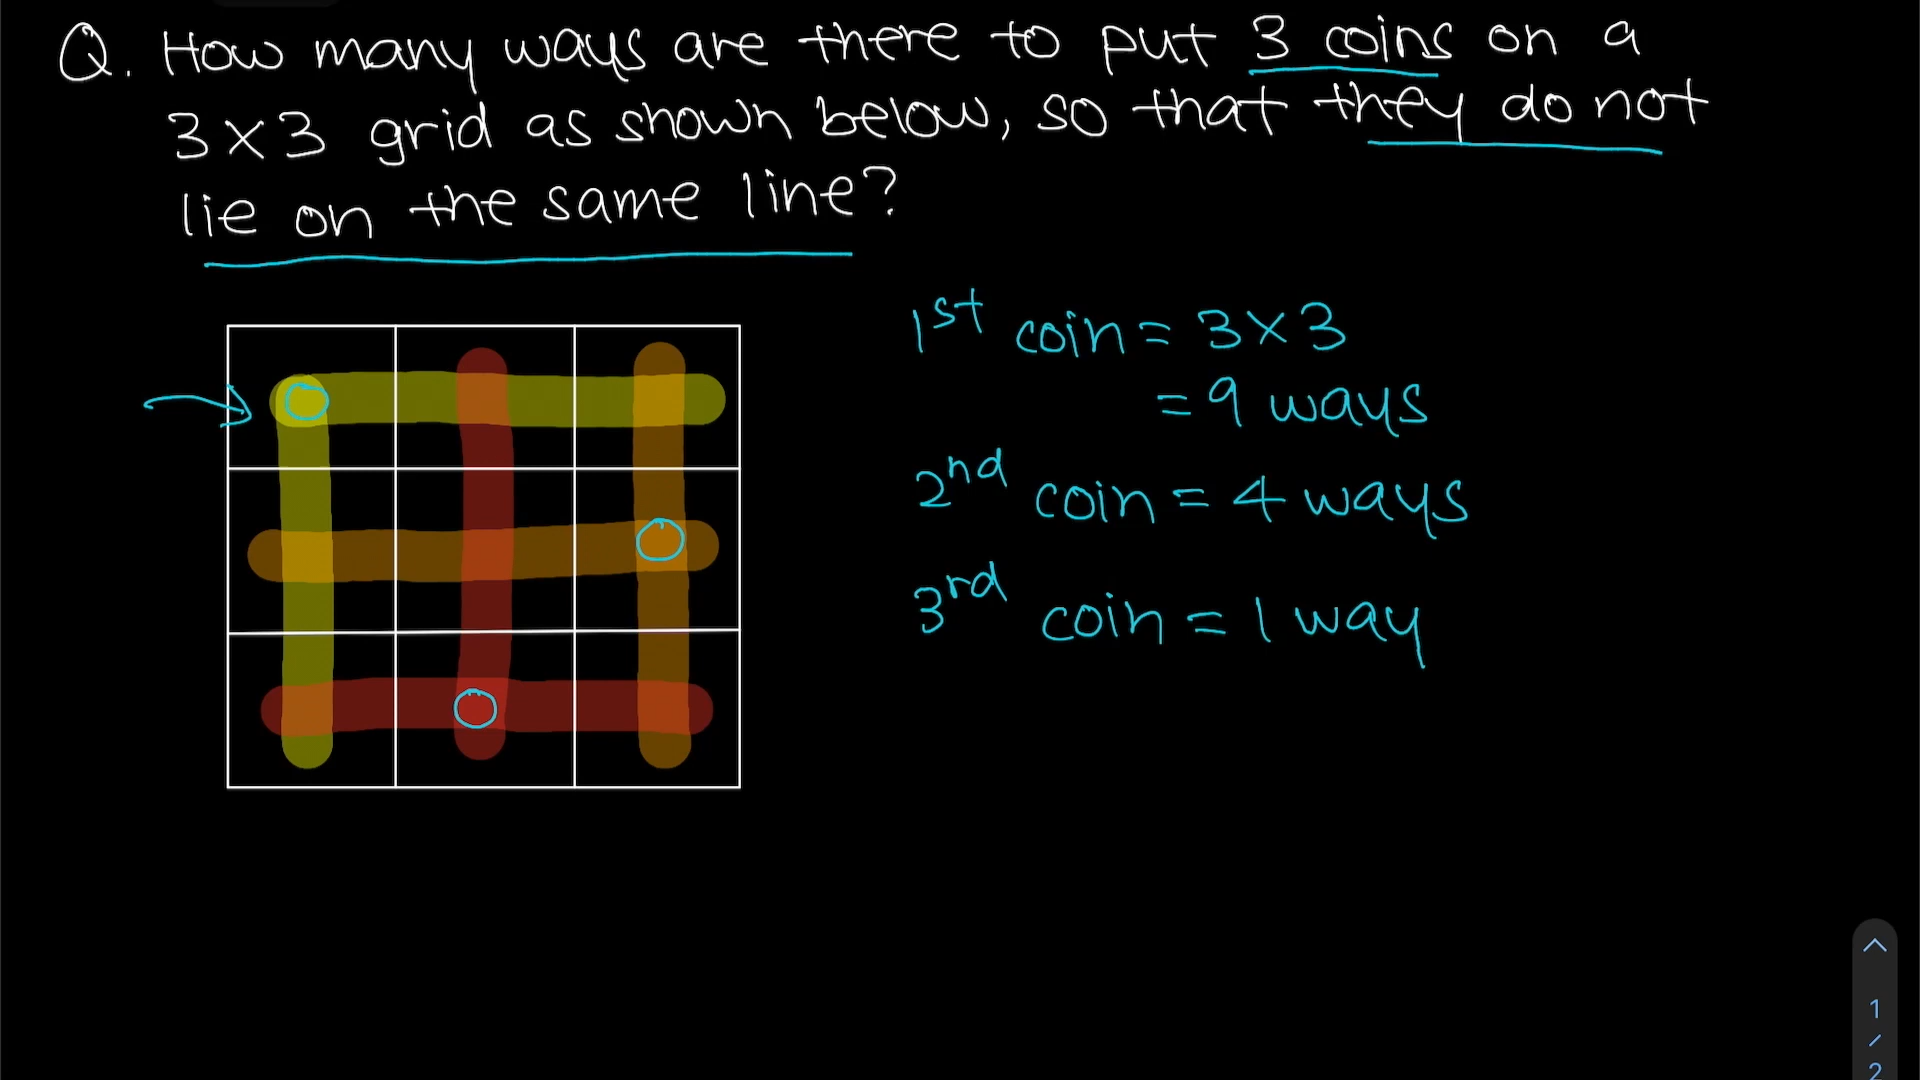 Q. How many ways are there to put 3 coins on a
3×3 grid as shown below, so that they do not
lie on the same line?
1st coin = 3×3
= 9 ways
2nd coin = 4 ways
3rd coin = 1 way
1
/
2